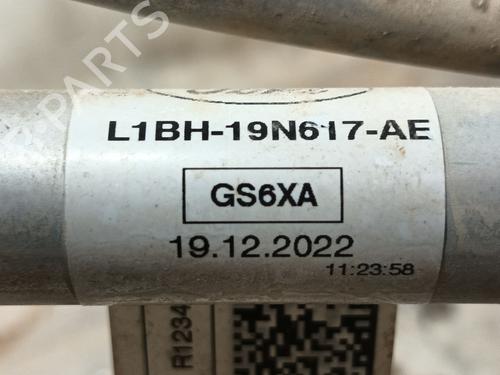 L1BH-19N617-AE
GS6XA
19.12.2022
11:23:58
R1234
B-PARTS